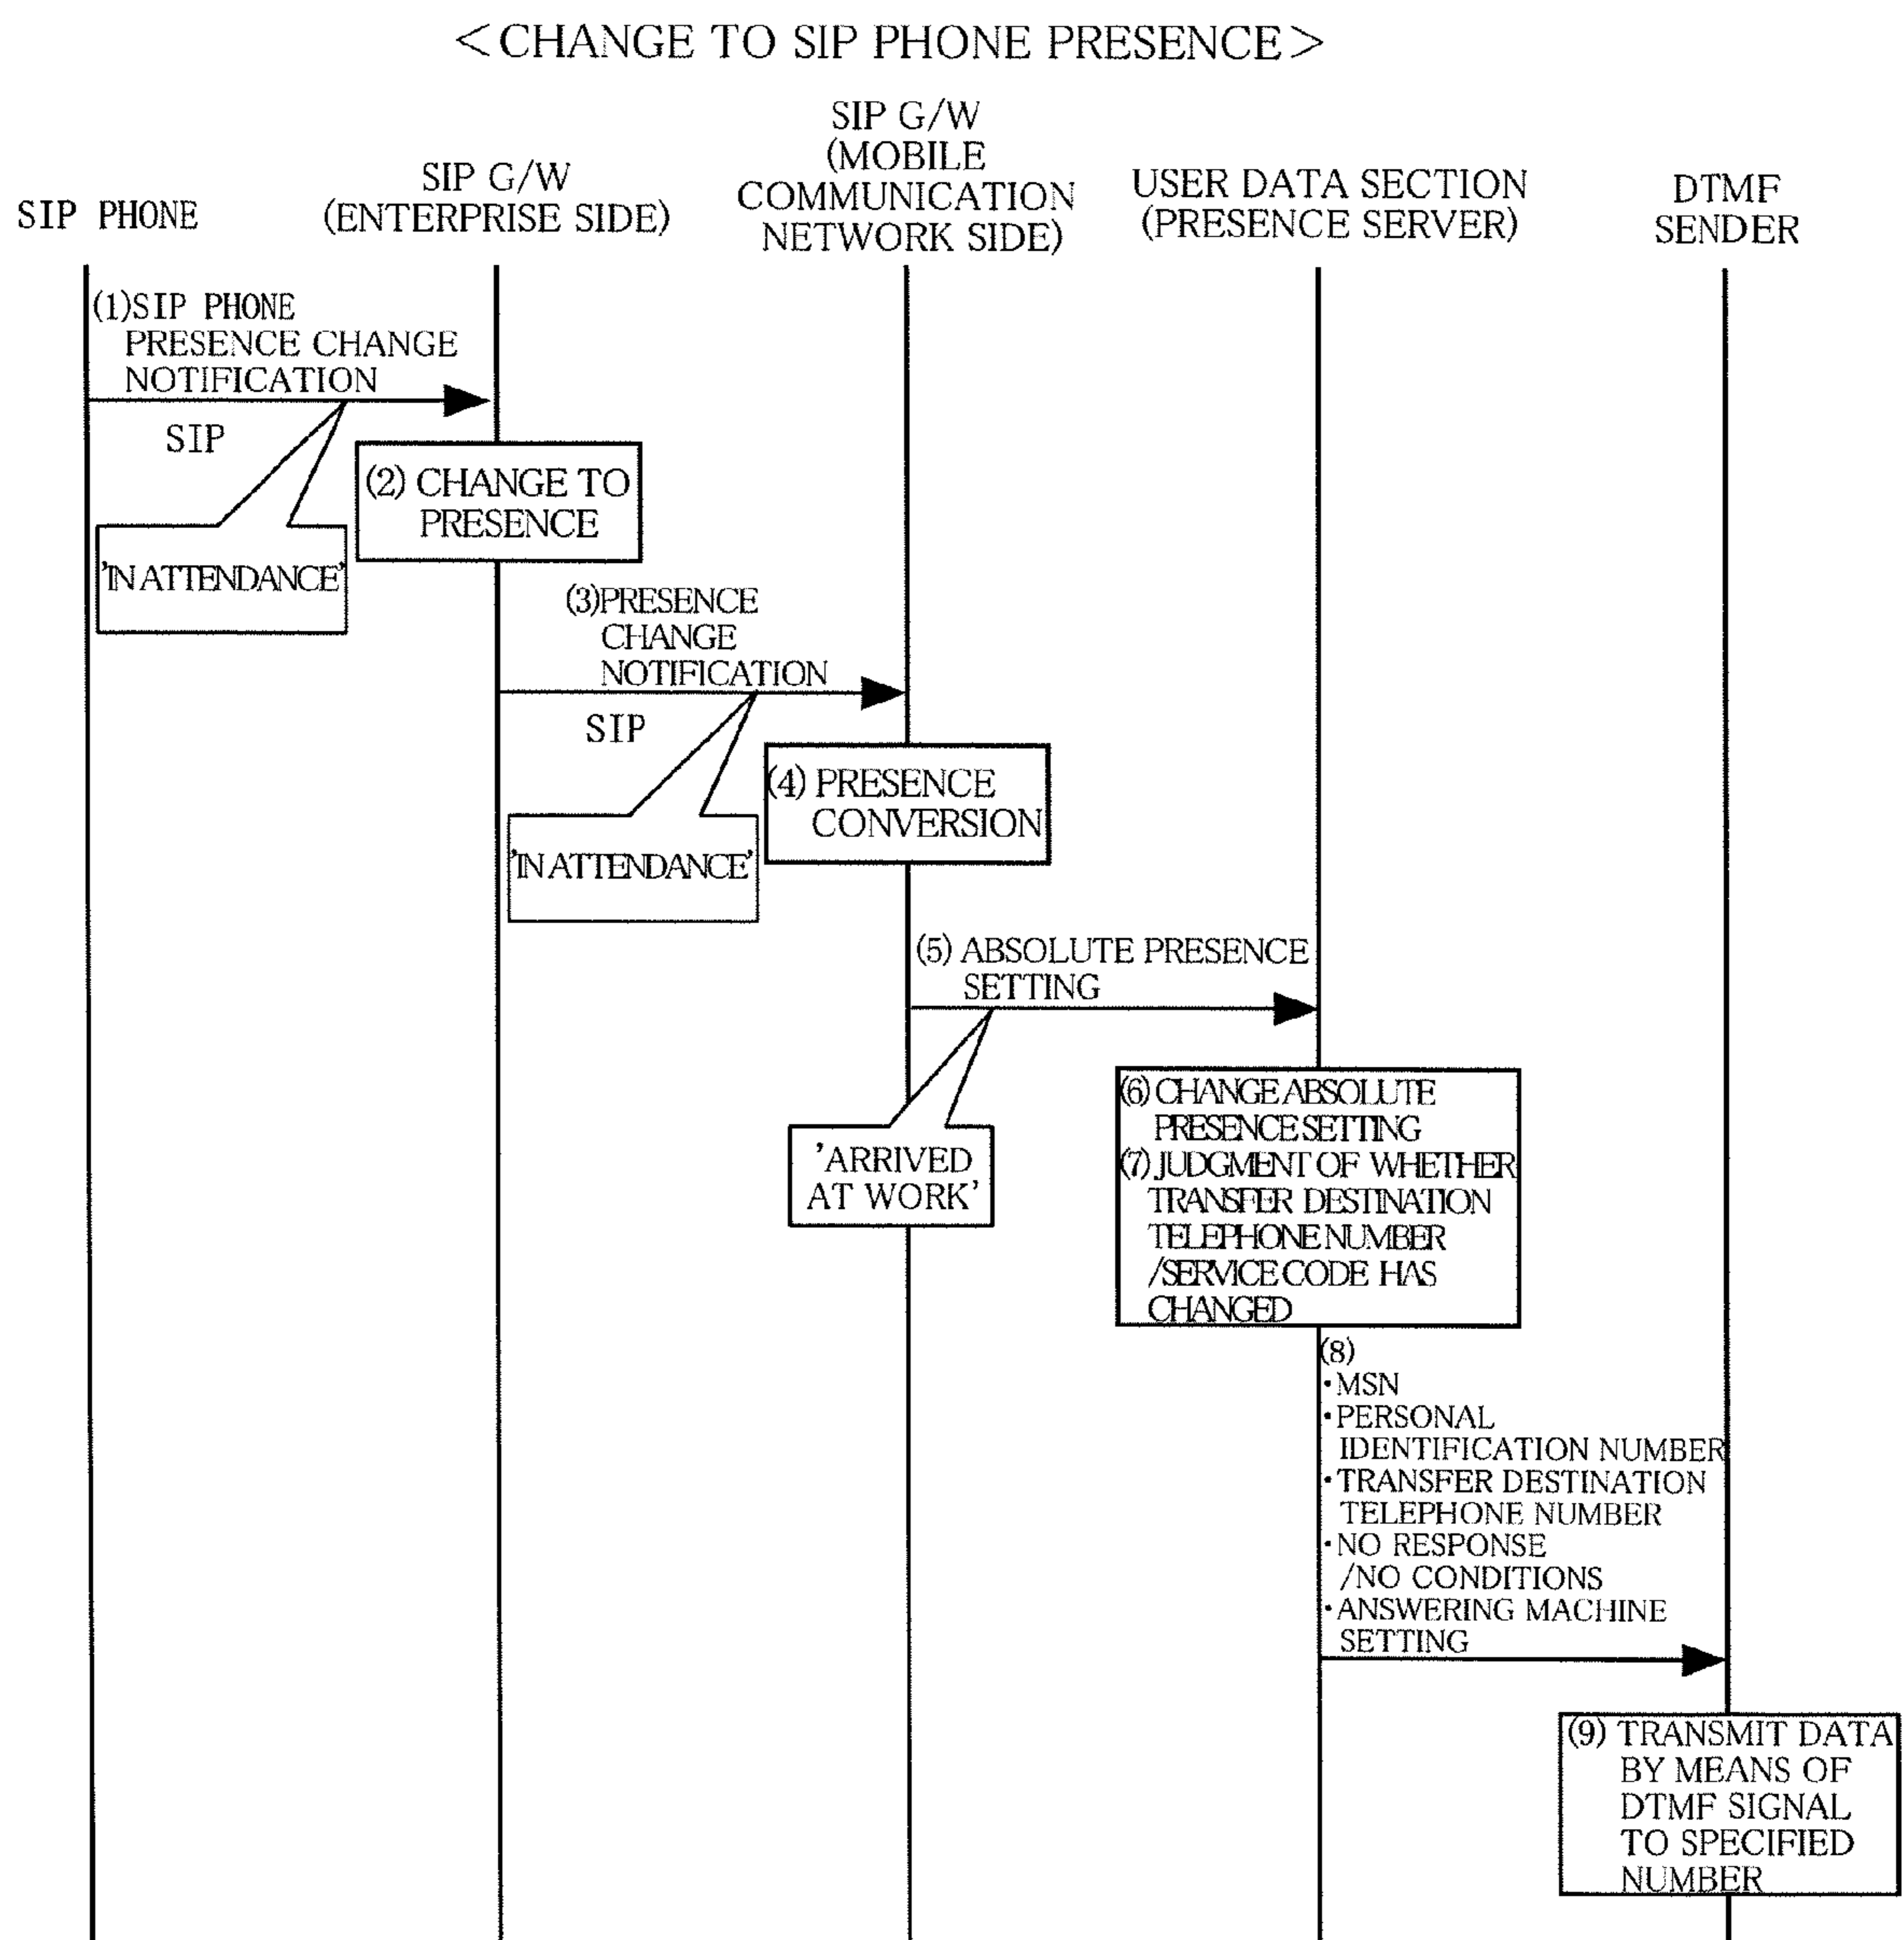 <CHANGE TO SIP PHONE PRESENCE>
SIP PHONE
SIP G/W
(ENTERPRISE SIDE)
SIP G/W
(MOBILE
COMMUNICATION
NETWORK SIDE)
USER DATA SECTION
(PRESENCE SERVER)
DTMF
SENDER
(1)SIP PHONE
PRESENCE CHANGE
NOTIFICATION
SIP
'IN ATTENDANCE'
(2) CHANGE TO
PRESENCE
(3)PRESENCE
CHANGE
NOTIFICATION
SIP
'IN ATTENDANCE'
(4) PRESENCE
CONVERSION
(5) ABSOLUTE PRESENCE
SETTING
'ARRIVED
AT WORK'
(6) CHANGE ABSOLUTE
PRESENCE SETTING
(7) JUDGMENT OF WHETHER
TRANSFER DESTINATION
TELEPHONE NUMBER
/SERVICE CODE HAS
CHANGED
(8)
・MSN
・PERSONAL
IDENTIFICATION NUMBER
・TRANSFER DESTINATION
TELEPHONE NUMBER
・NO RESPONSE
/NO CONDITIONS
・ANSWERING MACHINE
SETTING
(9) TRANSMIT DATA
BY MEANS OF
DTMF SIGNAL
TO SPECIFIED
NUMBER